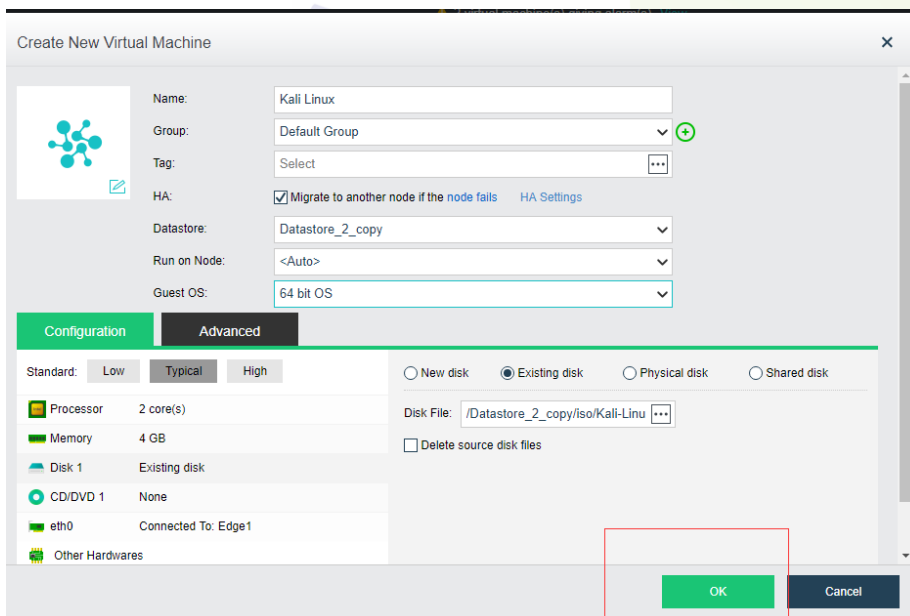 Create New Virtual Machine
Name: Kali Linux
Group: Default Group
Tag: Select
HA: Migrate to another node if the node fails HA Settings
Datastore: Datastore_2_copy
Run on Node: <Auto>
Guest OS: 64 bit OS
Configuration Advanced
Standard: Low Typical High
New disk Existing disk Physical disk Shared disk
Processor 2 core(s)
Disk File: /Datastore_2_copy/iso/Kali-Linu
Memory 4 GB
Delete source disk files
Disk 1 Existing disk
CD/DVD 1 None
eth0 Connected To: Edge1
Other Hardwares
OK Cancel